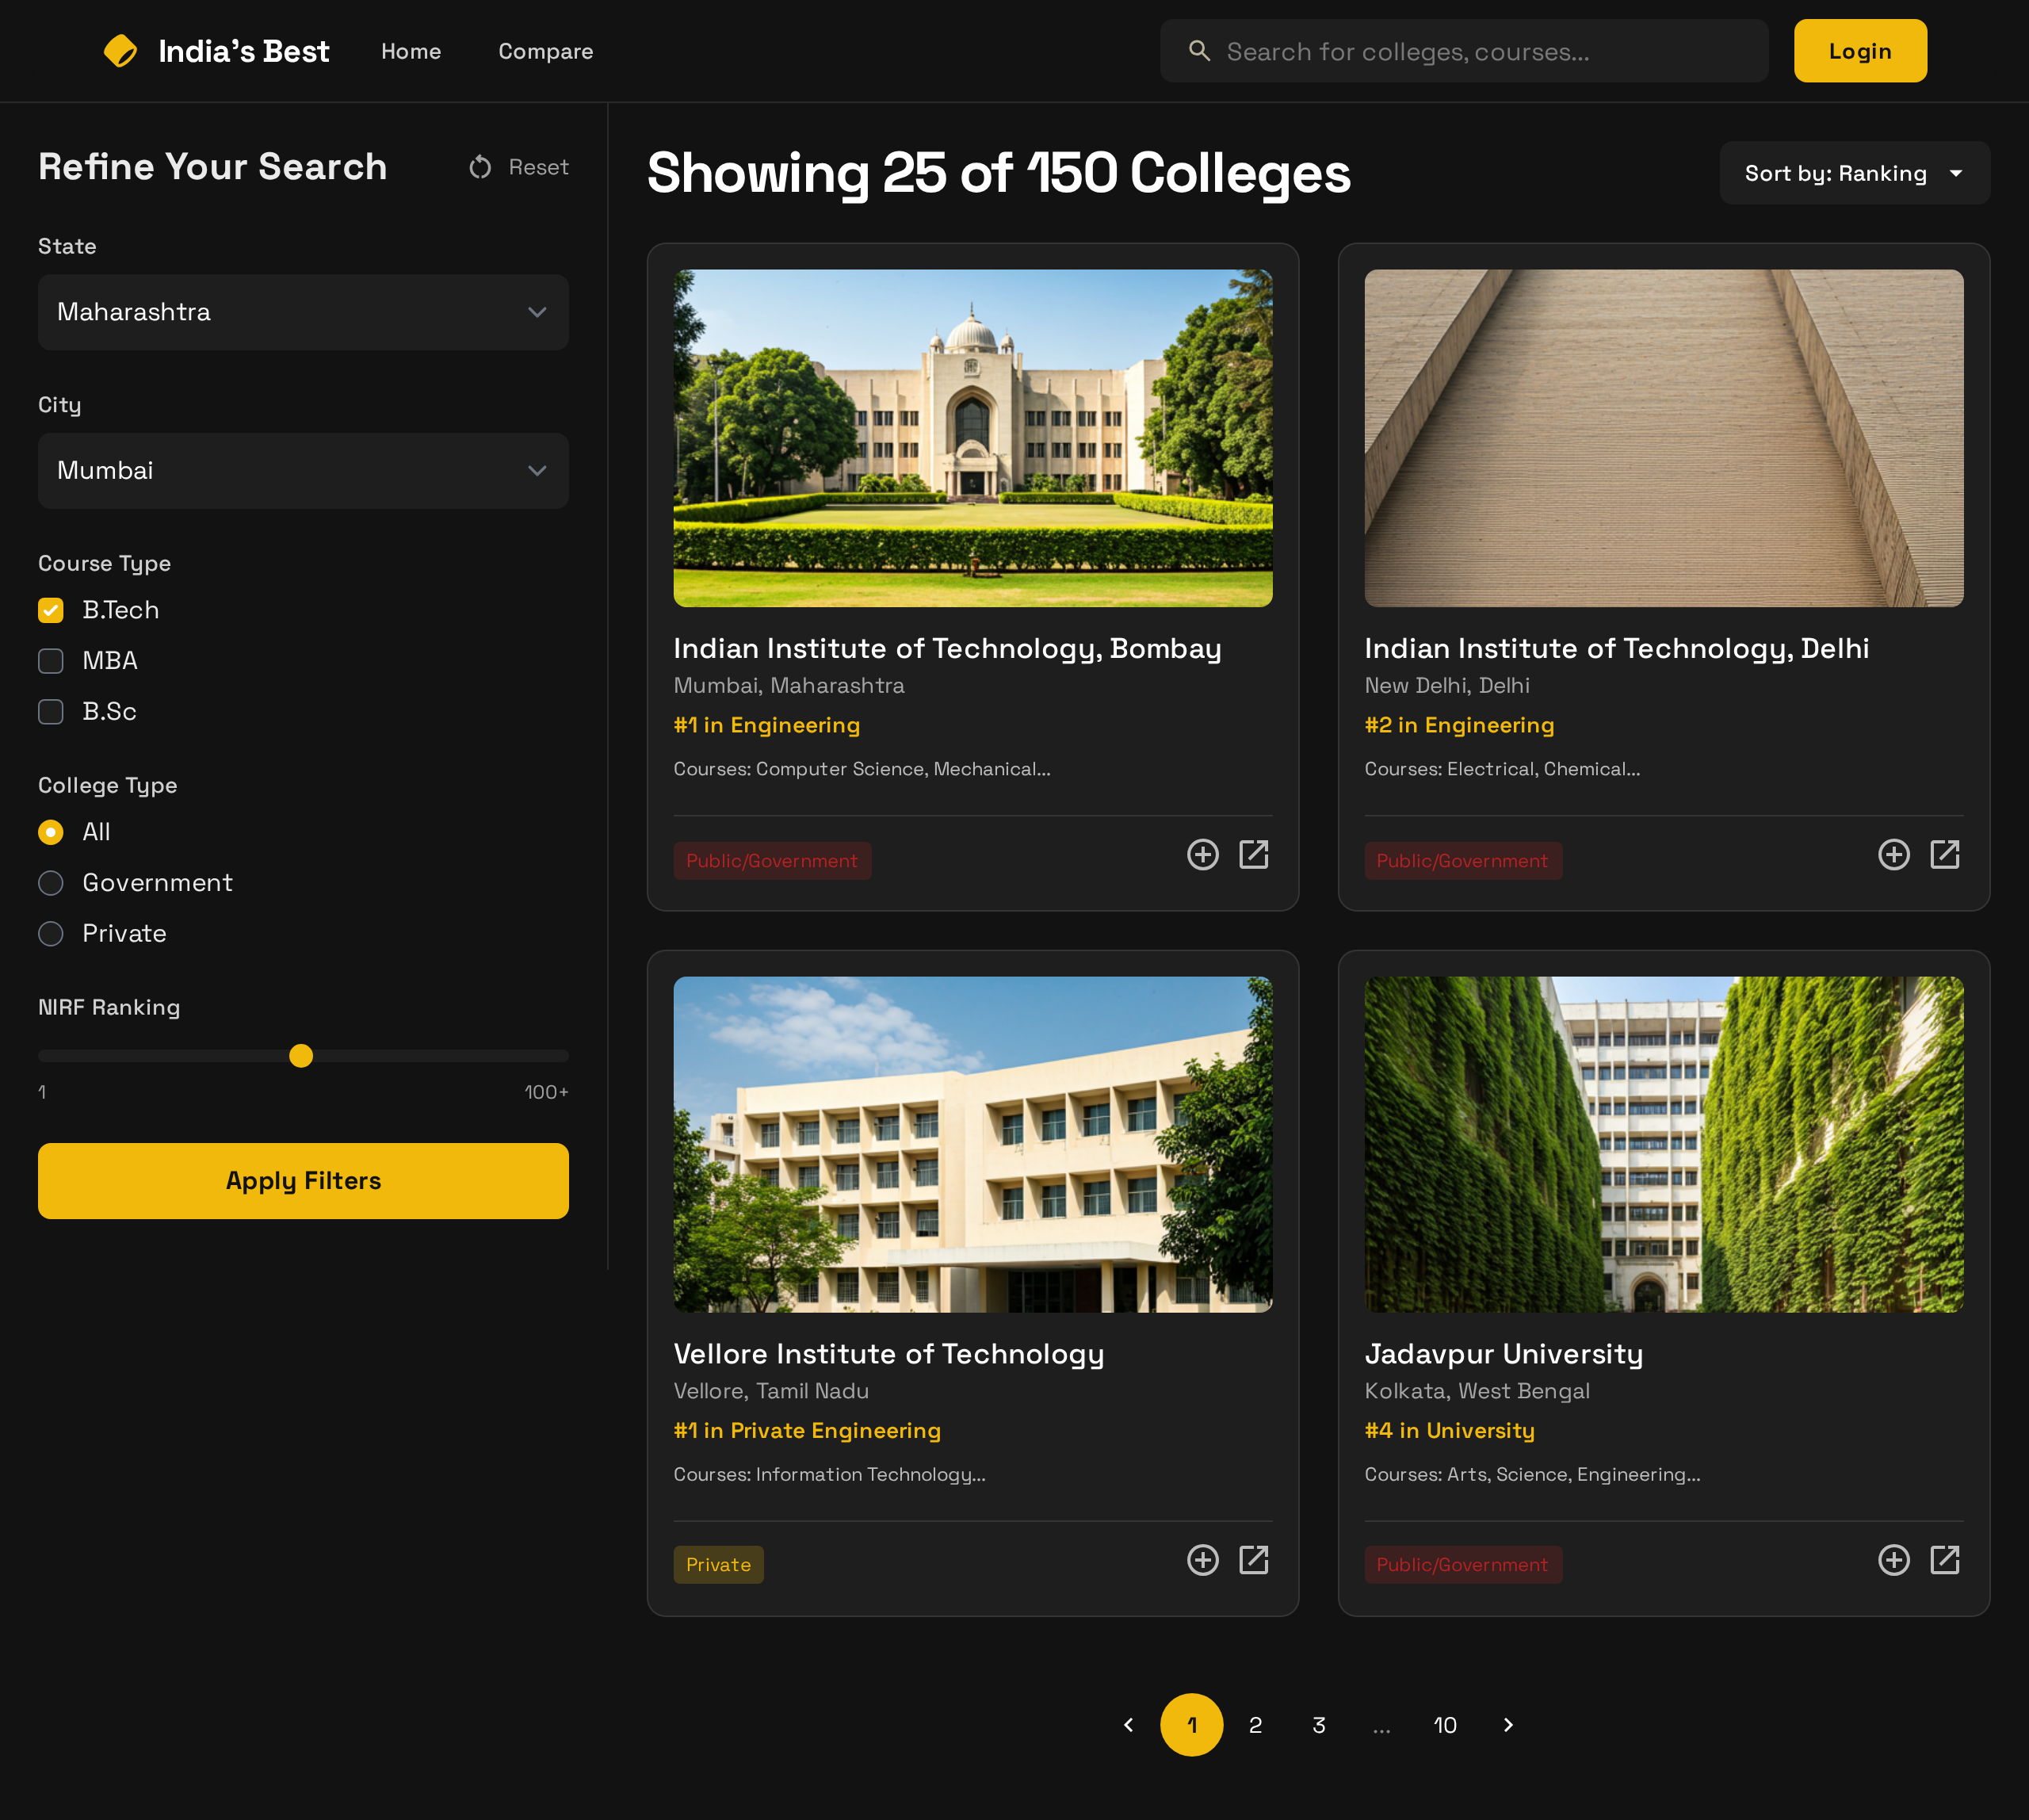 India's Best
Home
Compare
Search for colleges, courses...
Login
Refine Your Search
Reset
State
Maharashtra
City
Mumbai
Course Type
B.Tech
MBA
B.Sc
College Type
All
Government
Private
NIRF Ranking
1
100+
Apply Filters
Showing 25 of 150 Colleges
Sort by: Ranking
Indian Institute of Technology, Bombay
Mumbai, Maharashtra
#1 in Engineering
Courses: Computer Science, Mechanical...
Public/Government
Indian Institute of Technology, Delhi
New Delhi, Delhi
#2 in Engineering
Courses: Electrical, Chemical...
Public/Government
Vellore Institute of Technology
Vellore, Tamil Nadu
#1 in Private Engineering
Courses: Information Technology...
Private
Jadavpur University
Kolkata, West Bengal
#4 in University
Courses: Arts, Science, Engineering...
Public/Government
1 2 3 ... 10